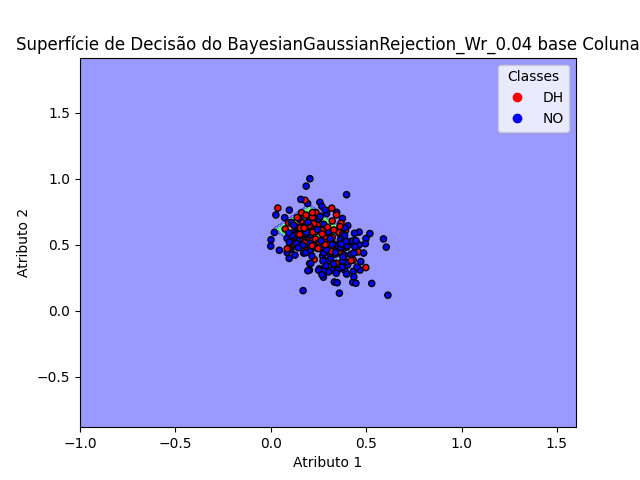 Superfície de Decisão do BayesianGaussianRejection_Wr_0.04 base Coluna
Classes
DH
NO
Atributo 2
1.5
1.0
0.5
0.0
−0.5
−1.0
−0.5
0.0
0.5
1.0
1.5
Atributo 1